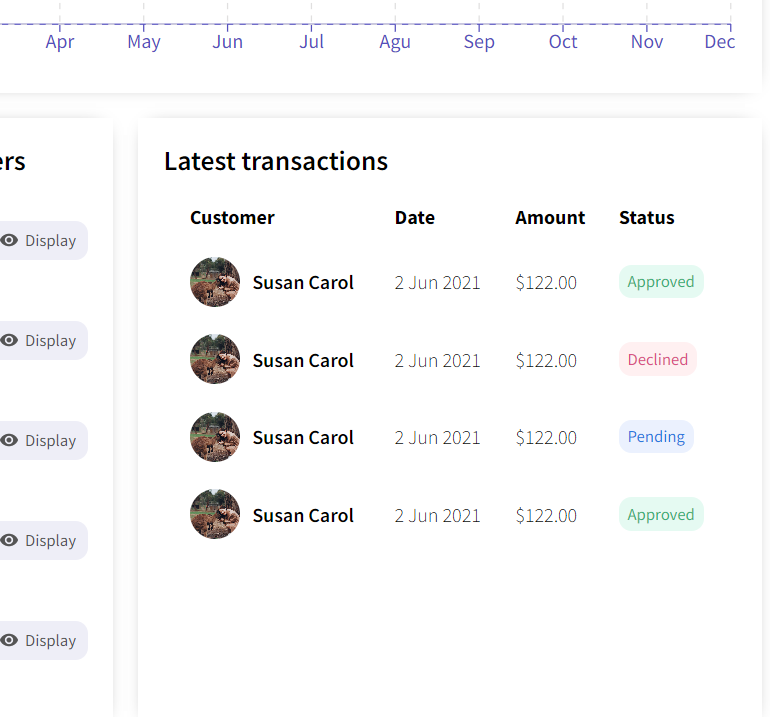 Apr May Jun Jul Agu Sep Oct Nov Dec
ers
Display
Display
Display
Display
Display
Latest transactions
Customer Date Amount Status
Susan Carol 2 Jun 2021 $122.00 Approved
Susan Carol 2 Jun 2021 $122.00 Declined
Susan Carol 2 Jun 2021 $122.00 Pending
Susan Carol 2 Jun 2021 $122.00 Approved